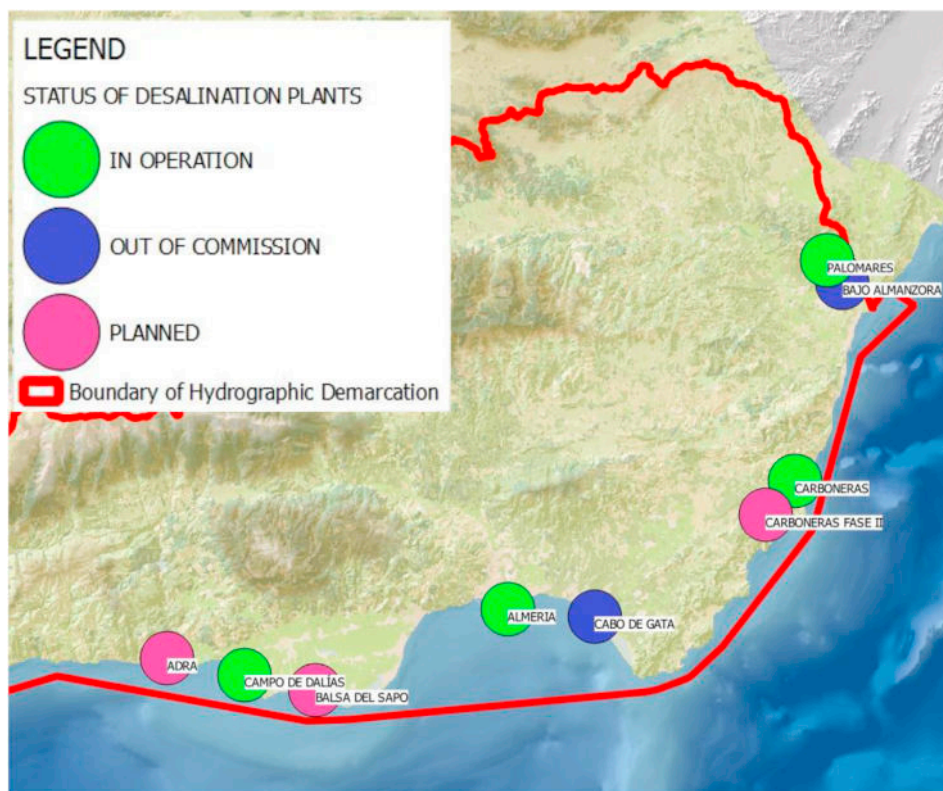 LEGEND
STATUS OF DESALINATION PLANTS
IN OPERATION
OUT OF COMMISSION
PLANNED
Boundary of Hydrographic Demarcation
PALOMARES
BAJO ALMANZORA
CARBONERAS
CARBONERAS FASE II
ALMERIA
CABO DE GATA
ADRA
CAMPO DE DALÍAS
BALSA DEL SAPO